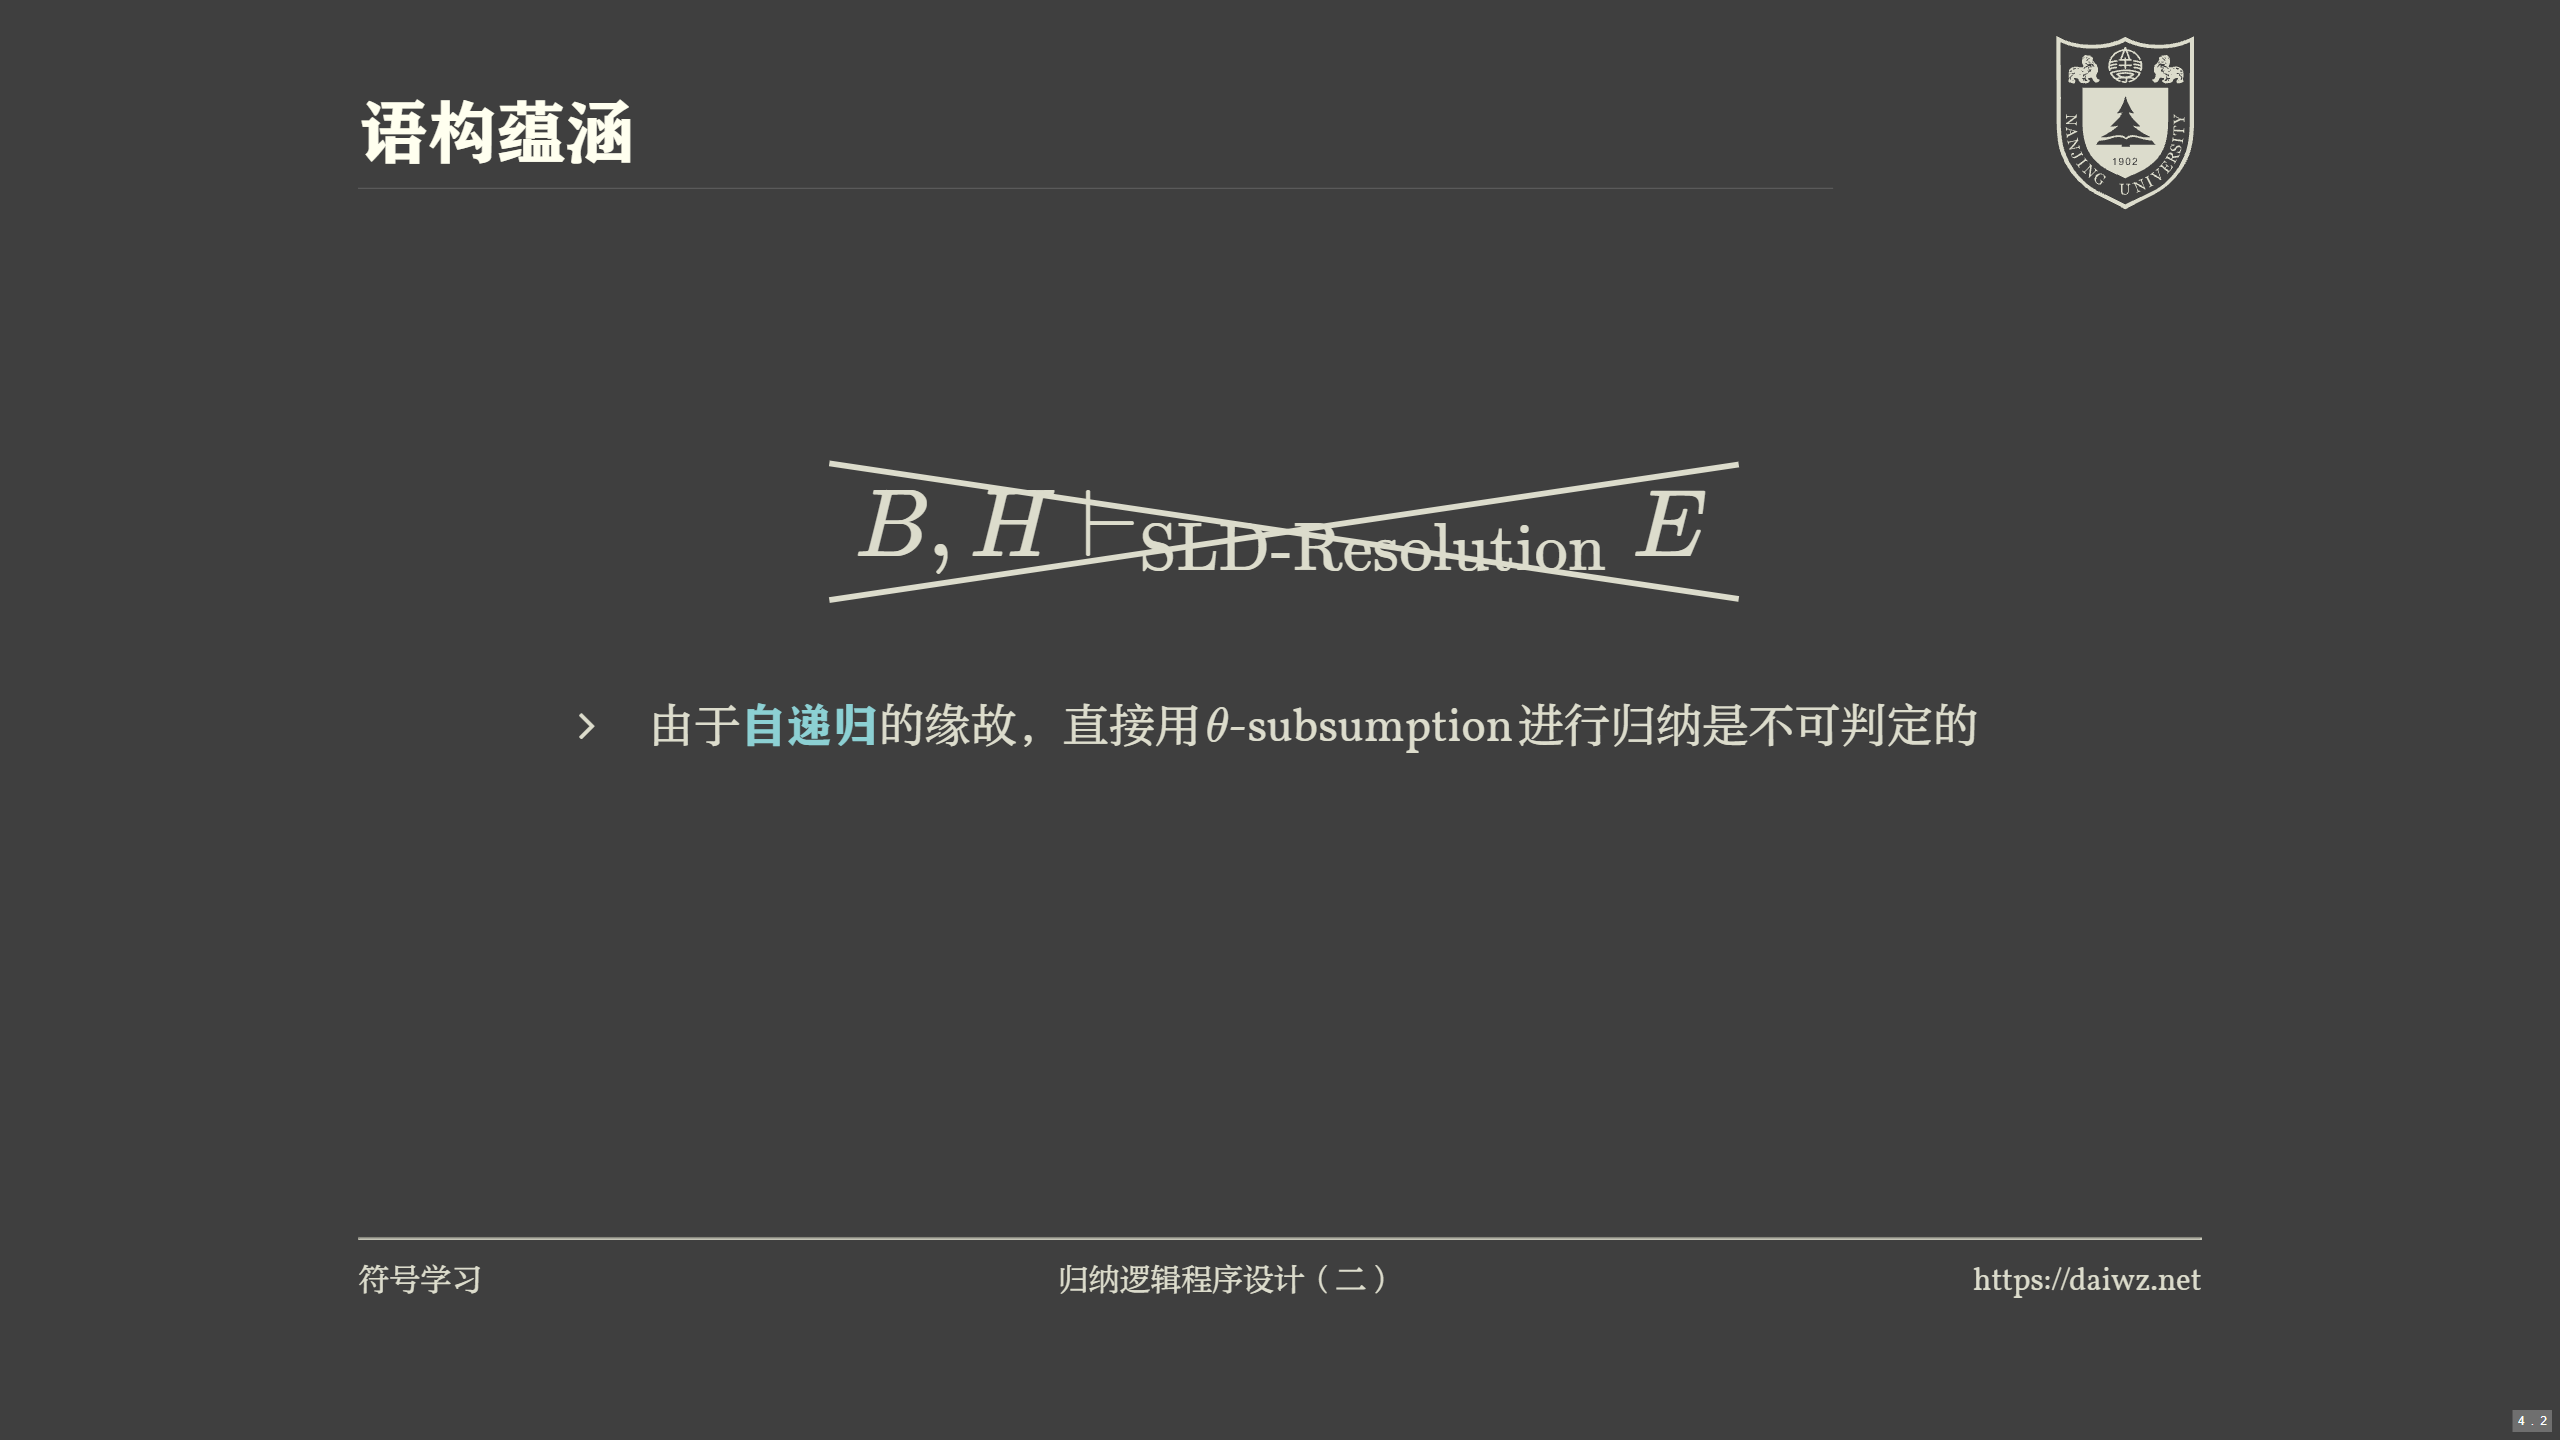 语构蕴涵
NANJING UNIVERSITY
1902
B, H ⊢SLD-Resolution E
由于自递归的缘故，直接用θ-subsumption进行归纳是不可判定的
符号学习
归纳逻辑程序设计（二）
https://daiwz.net
4.2